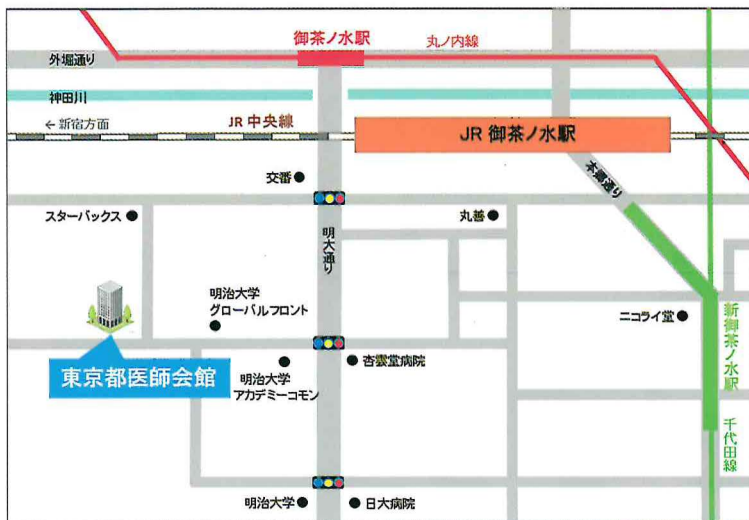 御茶ノ水駅
丸ノ内線
外堀通り
神田川
←新宿方面
JR 中央線
JR 御茶ノ水駅
本郷通り
交番
スターバックス
丸善
明大通り
明治大学
グローバルフロント
ニコライ堂
新御茶ノ水駅
東京都医師会館
明治大学
アカデミーコモン
杏雲堂病院
千代田線
明治大学
日大病院